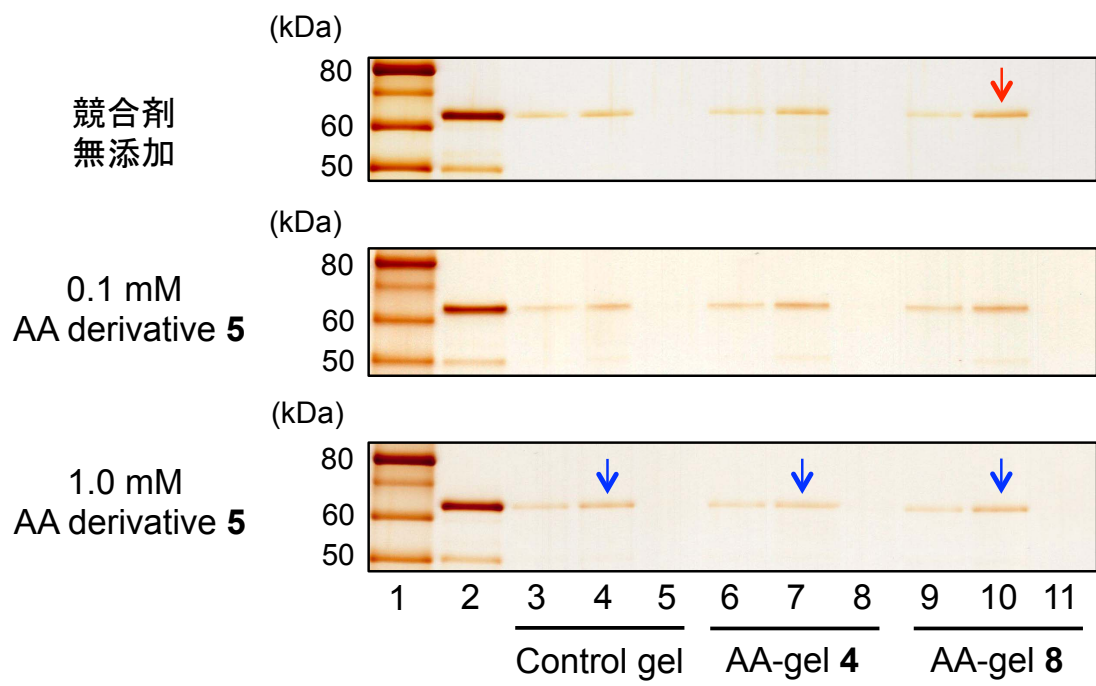 (kDa)
80
60
50
競合剤
無添加
(kDa)
80
60
50
0.1 mM
AA derivative 5
(kDa)
80
60
50
1.0 mM
AA derivative 5
1 2 3 4 5 6 7 8 9 10 11
Control gel AA-gel 4 AA-gel 8